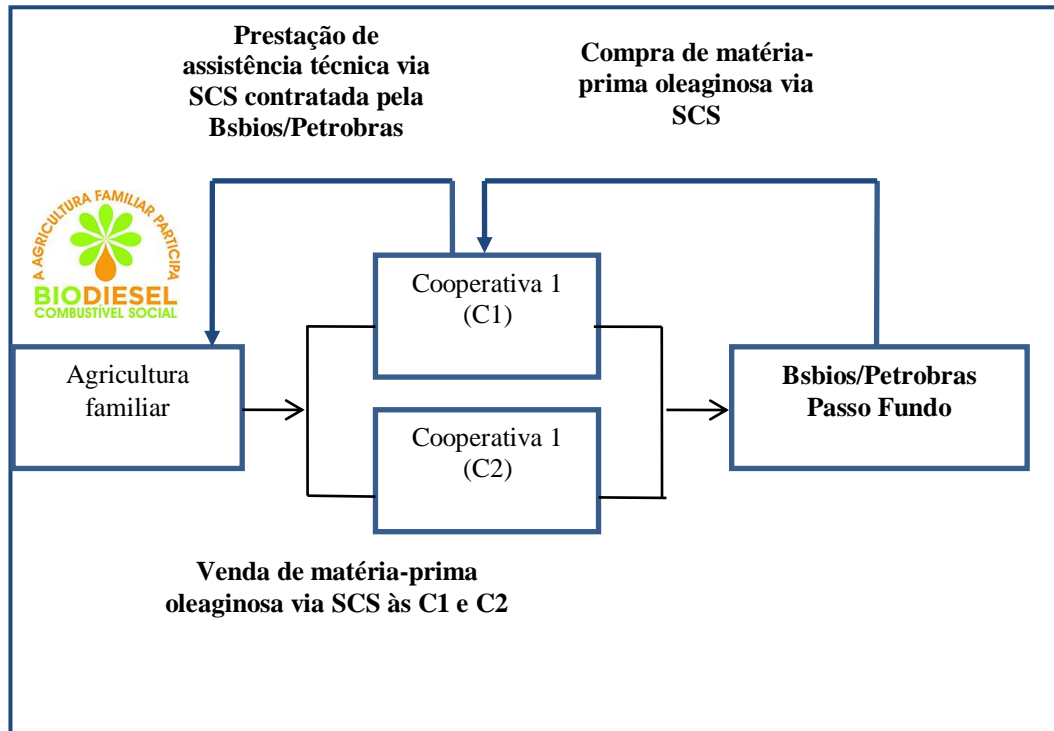 Prestação de
assistência técnica via
SCS contratada pela
Bsbios/Petrobras
Compra de matéria-
prima oleaginosa via
SCS
A AGRICULTURA FAMILIAR PARTICIPA
BIODIESEL
COMBUSTÍVEL SOCIAL
Cooperativa 1
(C1)
Agricultura
familiar
Bsbios/Petrobras
Passo Fundo
Cooperativa 1
(C2)
Venda de matéria-prima
oleaginosa via SCS às C1 e C2